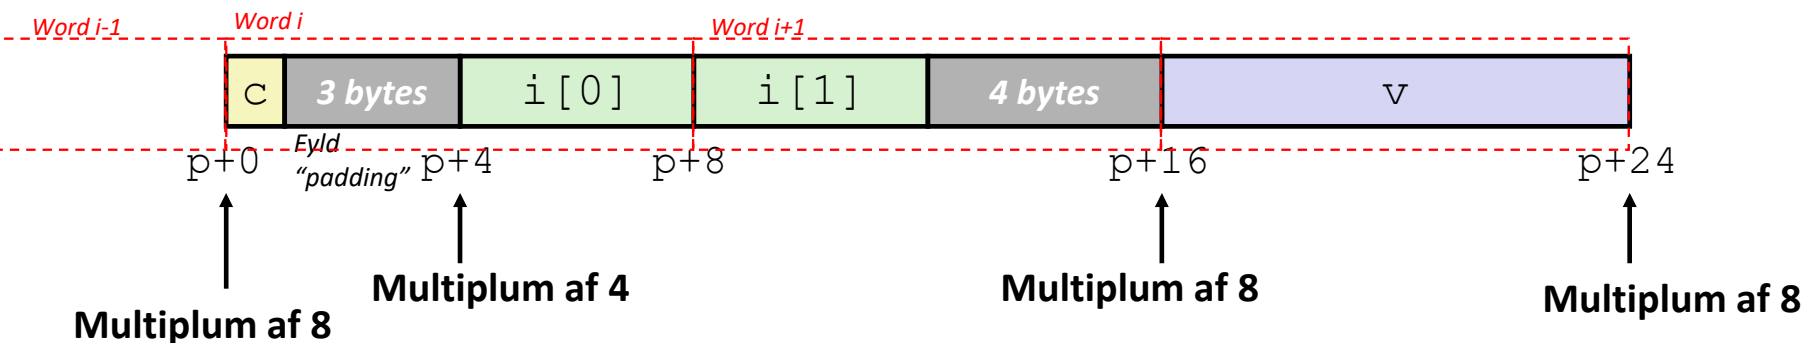 Word i-1 Word i Word i+1
c 3 bytes i[0] i[1] 4 bytes v
Fyld
p+0 “padding” p+4 p+8 p+16 p+24
Multiplum af 4 Multiplum af 8 Multiplum af 8
Multiplum af 8